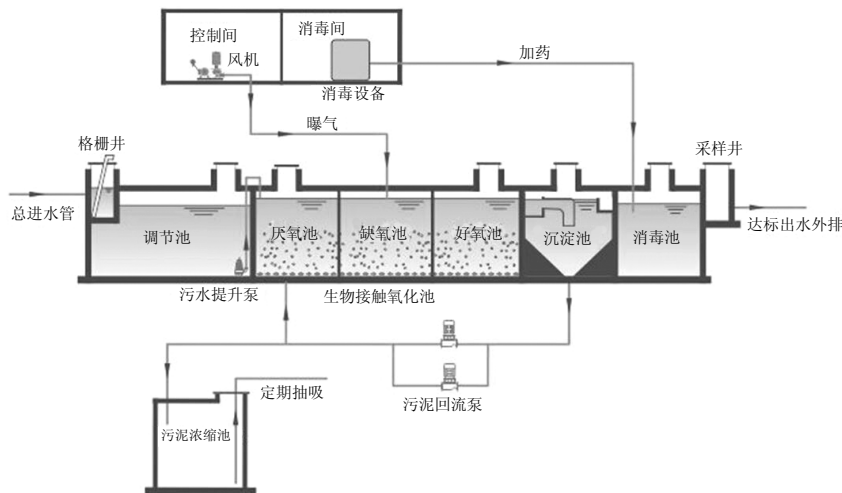 控制间
消毒间
风机
加药
消毒设备
曝气
格栅井
采样井
总进水管
调节池
厌氧池
缺氧池
好氧池
沉淀池
消毒池
达标出水外排
污水提升泵
生物接触氧化池
定期抽吸
污泥回流泵
污泥浓缩池